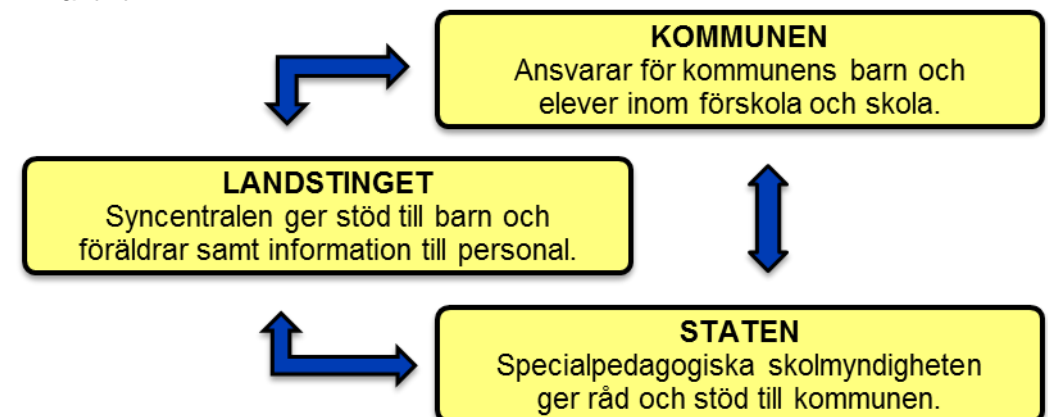 KOMMUNEN
Ansvarar för kommunens barn och
elever inom förskola och skola.
LANDSTINGET
Syncentralen ger stöd till barn och
föräldrar samt information till personal.
STATEN
Specialpedagogiska skolmyndigheten
ger råd och stöd till kommunen.